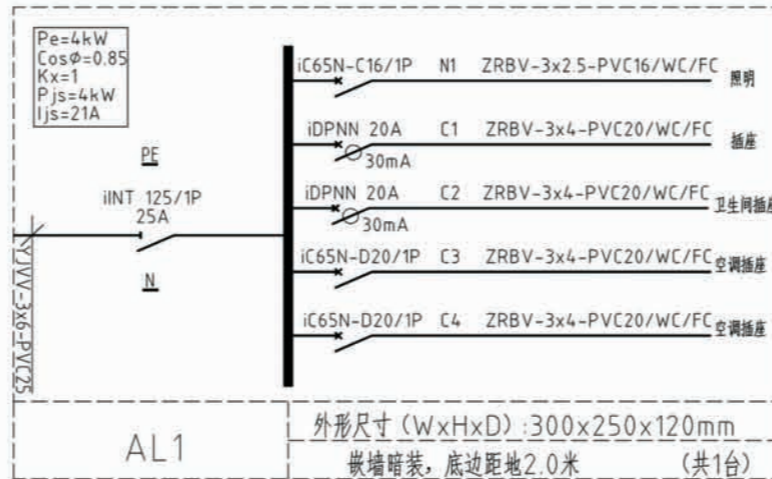 Pe=4kW
CosΦ=0.85
Kx=1
Pjs=4kW
Ijs=21A
PE
iINT 125/1P
25A
N
YJVV-3x6-PVC25
iC65N-C16/1P N1 ZRBV-3x2.5-PVC16/WC/FC 照明
iDPNN 20A C1 ZRBV-3x4-PVC20/WC/FC 插座
30mA
iDPNN 20A C2 ZRBV-3x4-PVC20/WC/FC 卫生间插座
30mA
iC65N-D20/1P C3 ZRBV-3x4-PVC20/WC/FC 空调插座
iC65N-D20/1P C4 ZRBV-3x4-PVC20/WC/FC 空调插座
AL1
外形尺寸(WxHxD):300x250x120mm
嵌墙暗装，底边距地2.0米 (共1台)